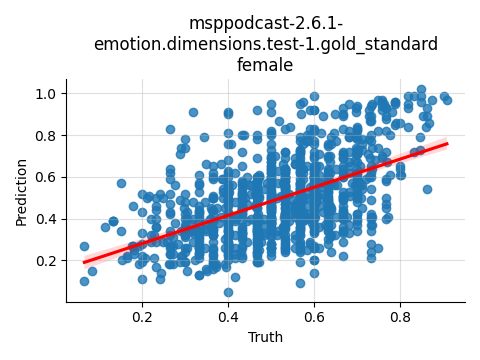 msppodcast-2.6.1-
emotion.dimensions.test-1.gold_standard
female
Prediction
1.0
0.8
0.6
0.4
0.2
0.2
0.4
0.6
0.8
Truth